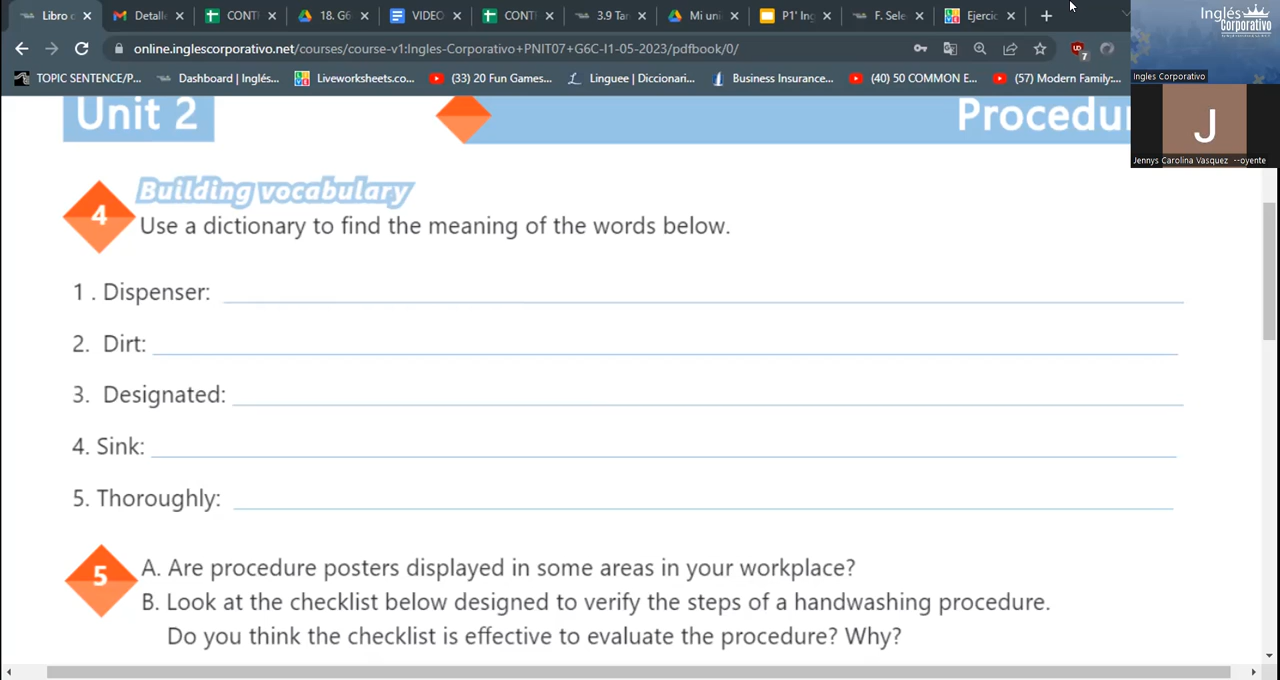 Libro c
Detall
CONTI
18. G6
VIDEO
CONTI
3.9 Tar
Mi uni
P1' Ing
F. Sele
Ejercic
online.inglescorporativo.net/courses/course-v1:Ingles-Corporativo+PNIT07+G6C-I1-05-2023/pdfbook/0/
7
TOPIC SENTENCE/P...
Dashboard | Inglés...
Liveworksheets.co...
(33) 20 Fun Games...
Linguee | Diccionari...
Business Insurance...
(40) 50 COMMON E...
(57) Modern Family:...
Inglés
Corporativo
Ingles Corporativo
J
Jennys Carolina Vasquez --oyente
Unit 2
Procedur
4
Building vocabulary
Use a dictionary to find the meaning of the words below.
1 . Dispenser:
2. Dirt:
3. Designated:
4. Sink:
5. Thoroughly:
5
A. Are procedure posters displayed in some areas in your workplace?
B. Look at the checklist below designed to verify the steps of a handwashing procedure.
Do you think the checklist is effective to evaluate the procedure? Why?